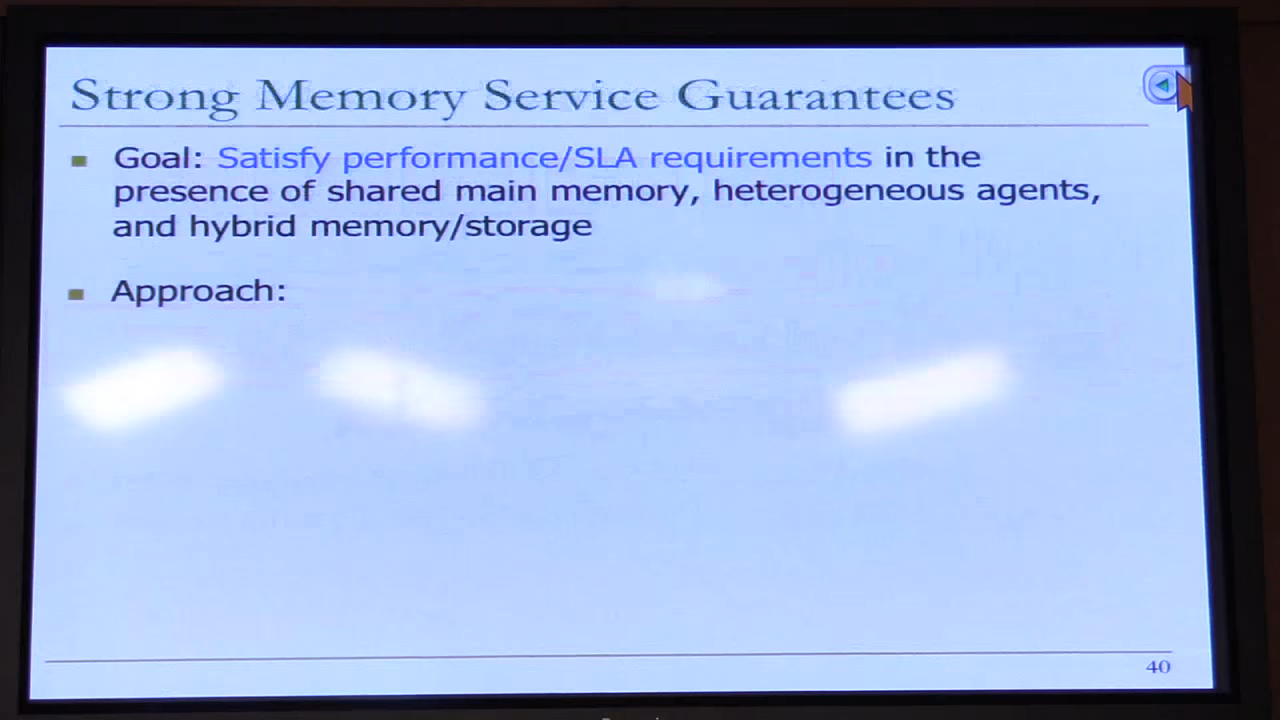 Strong Memory Service Guarantees
Goal: Satisfy performance/SLA requirements in the
presence of shared main memory, heterogeneous agents,
and hybrid memory/storage
Approach:
40